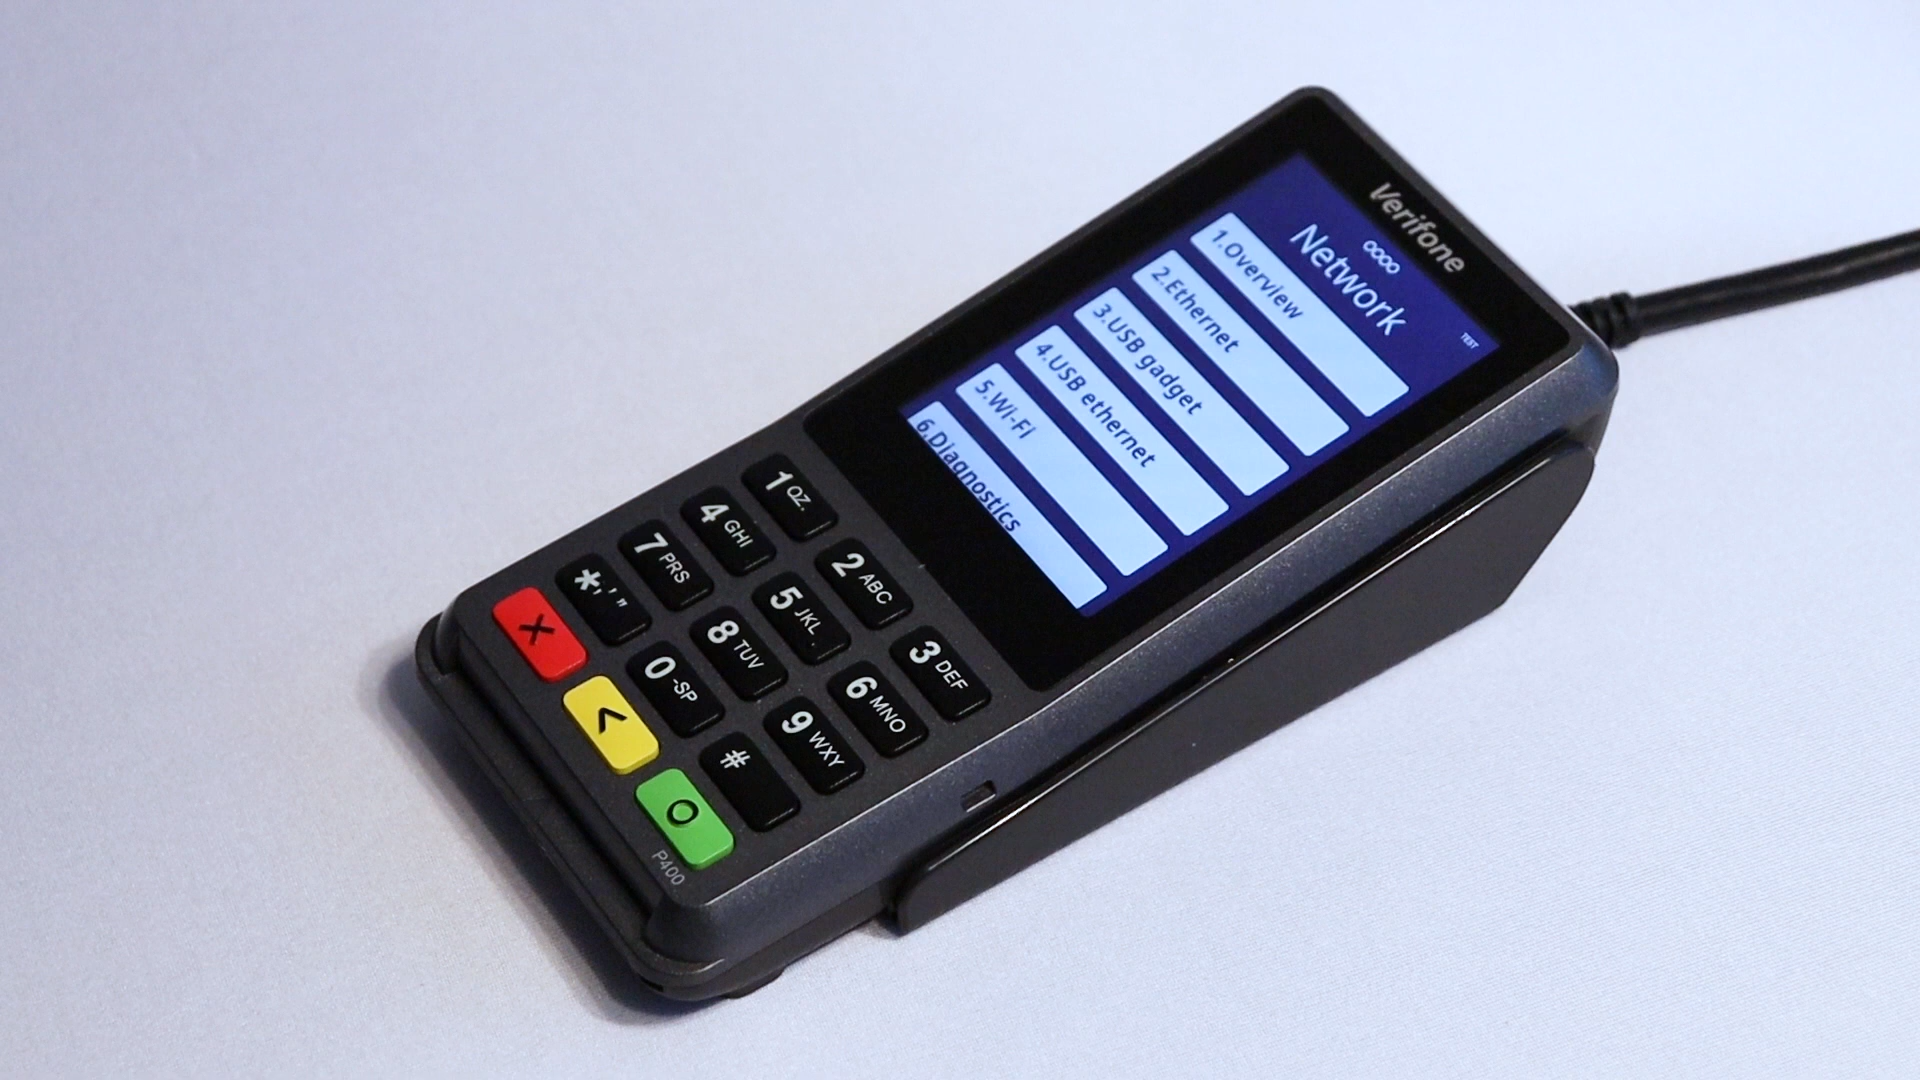 Verifone
TEST
Network
1.Overview
2.Ethernet
3.USB gadget
4.USB ethernet
5.Wi-Fi
6.Diagnostics
1 QZ.
2 ABC
3 DEF
4 GHI
5 JKL
6 MNO
7 PRS
8 TUV
9 WXY
*,'"
0 -SP
#
X
<
O
P400